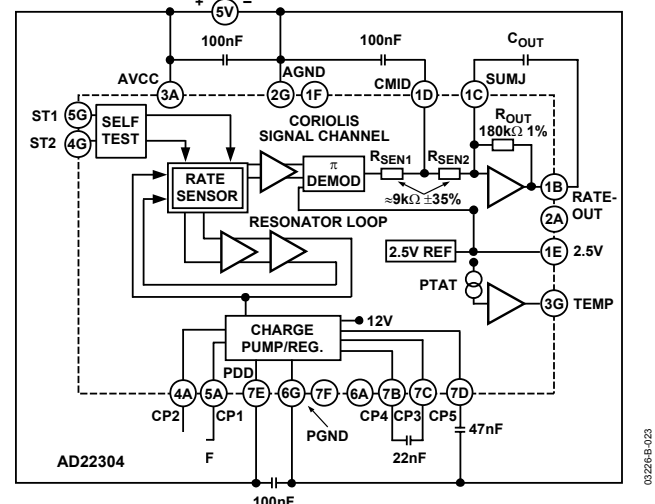 + 5V −
100nF
100nF
COUT
AVCC
3A
AGND
2G
1F
CMID
1D
SUMJ
1C
ST1 5G
ST2 4G
SELF
TEST
CORIOLIS
SIGNAL CHANNEL
ROUT
180kΩ 1%
RATE
SENSOR
π
DEMOD
RSEN1
RSEN2
≈9kΩ ±35%
1B
RATE-
OUT
2A
RESONATOR LOOP
2.5V REF
1E 2.5V
PTAT
3G TEMP
12V
CHARGE
PUMP/REG.
PDD
4A
5A
7E
6G
7F
6A
7B
7C
7D
CP2
CP1
PGND
CP4
CP3
CP5
47nF
F
22nF
AD22304
100nF
03226-B-023